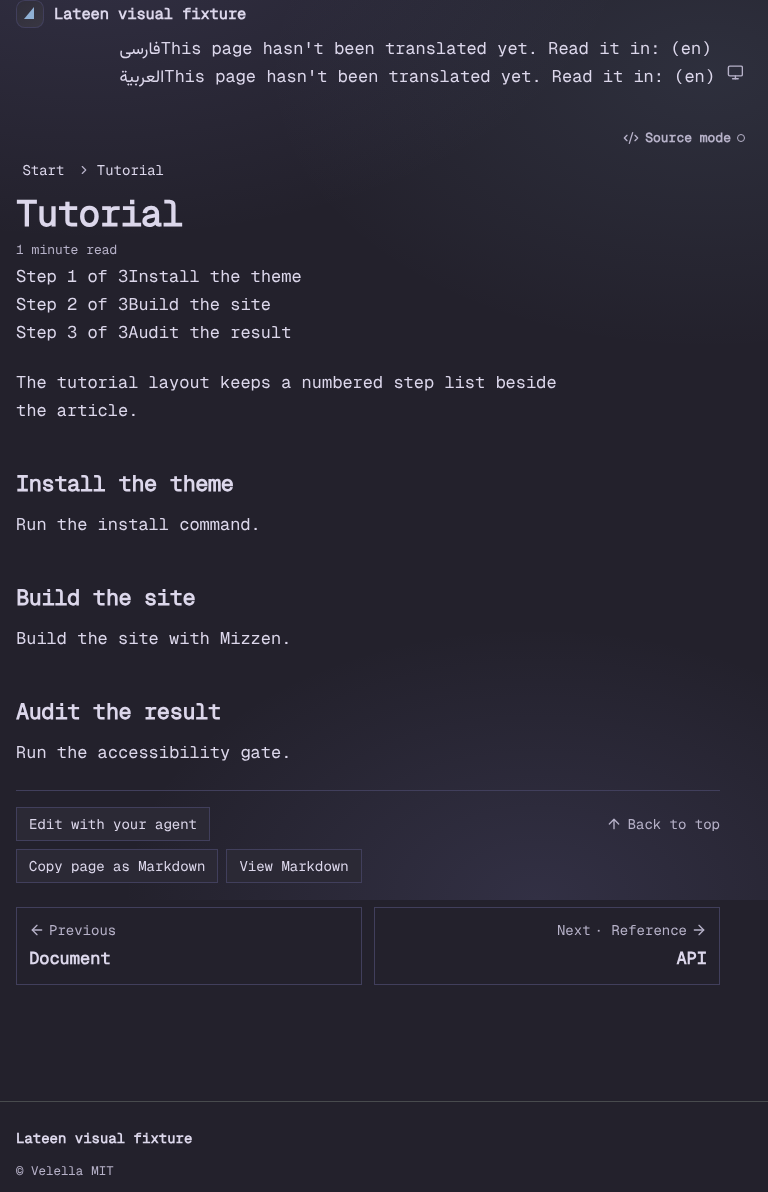 Lateen visual fixture
فارسیThis page hasn't been translated yet. Read it in: (en)
العربيةThis page hasn't been translated yet. Read it in: (en)
Source mode
Start > Tutorial
Tutorial
1 minute read
Step 1 of 3Install the theme
Step 2 of 3Build the site
Step 3 of 3Audit the result
The tutorial layout keeps a numbered step list beside
the article.
Install the theme
Run the install command.
Build the site
Build the site with Mizzen.
Audit the result
Run the accessibility gate.
Edit with your agent
↑ Back to top
Copy page as Markdown
View Markdown
← Previous
Document
Next · Reference →
API
Lateen visual fixture
© Velella MIT